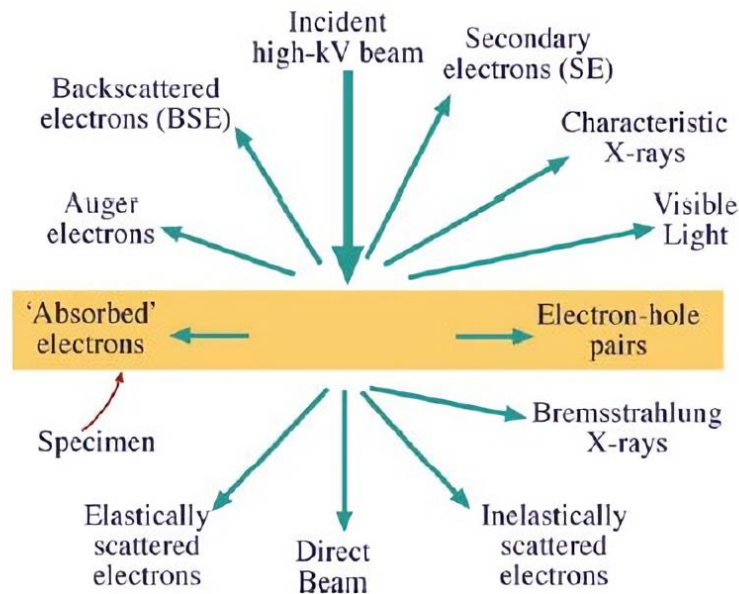 Incident
high-kV beam
Secondary
electrons (SE)
Backscattered
electrons (BSE)
Characteristic
X-rays
Auger
electrons
Visible
Light
'Absorbed'
electrons
Electron-hole
pairs
Specimen
Bremsstrahlung
X-rays
Elastically
scattered
electrons
Direct
Beam
Inelastically
scattered
electrons